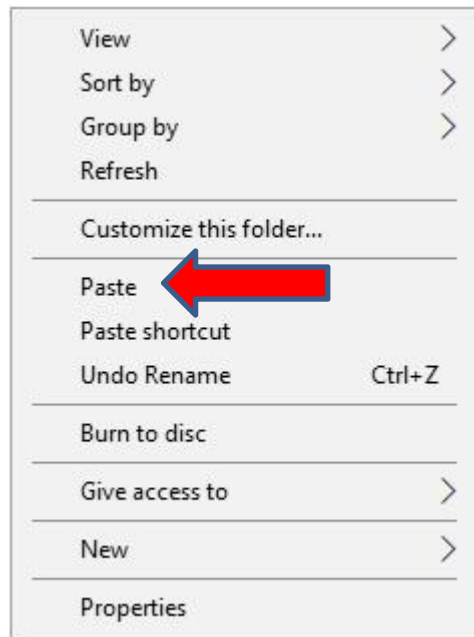 View
Sort by
Group by
Refresh
Customize this folder...
Paste
Paste shortcut
Undo Rename Ctrl+Z
Burn to disc
Give access to
New
Properties